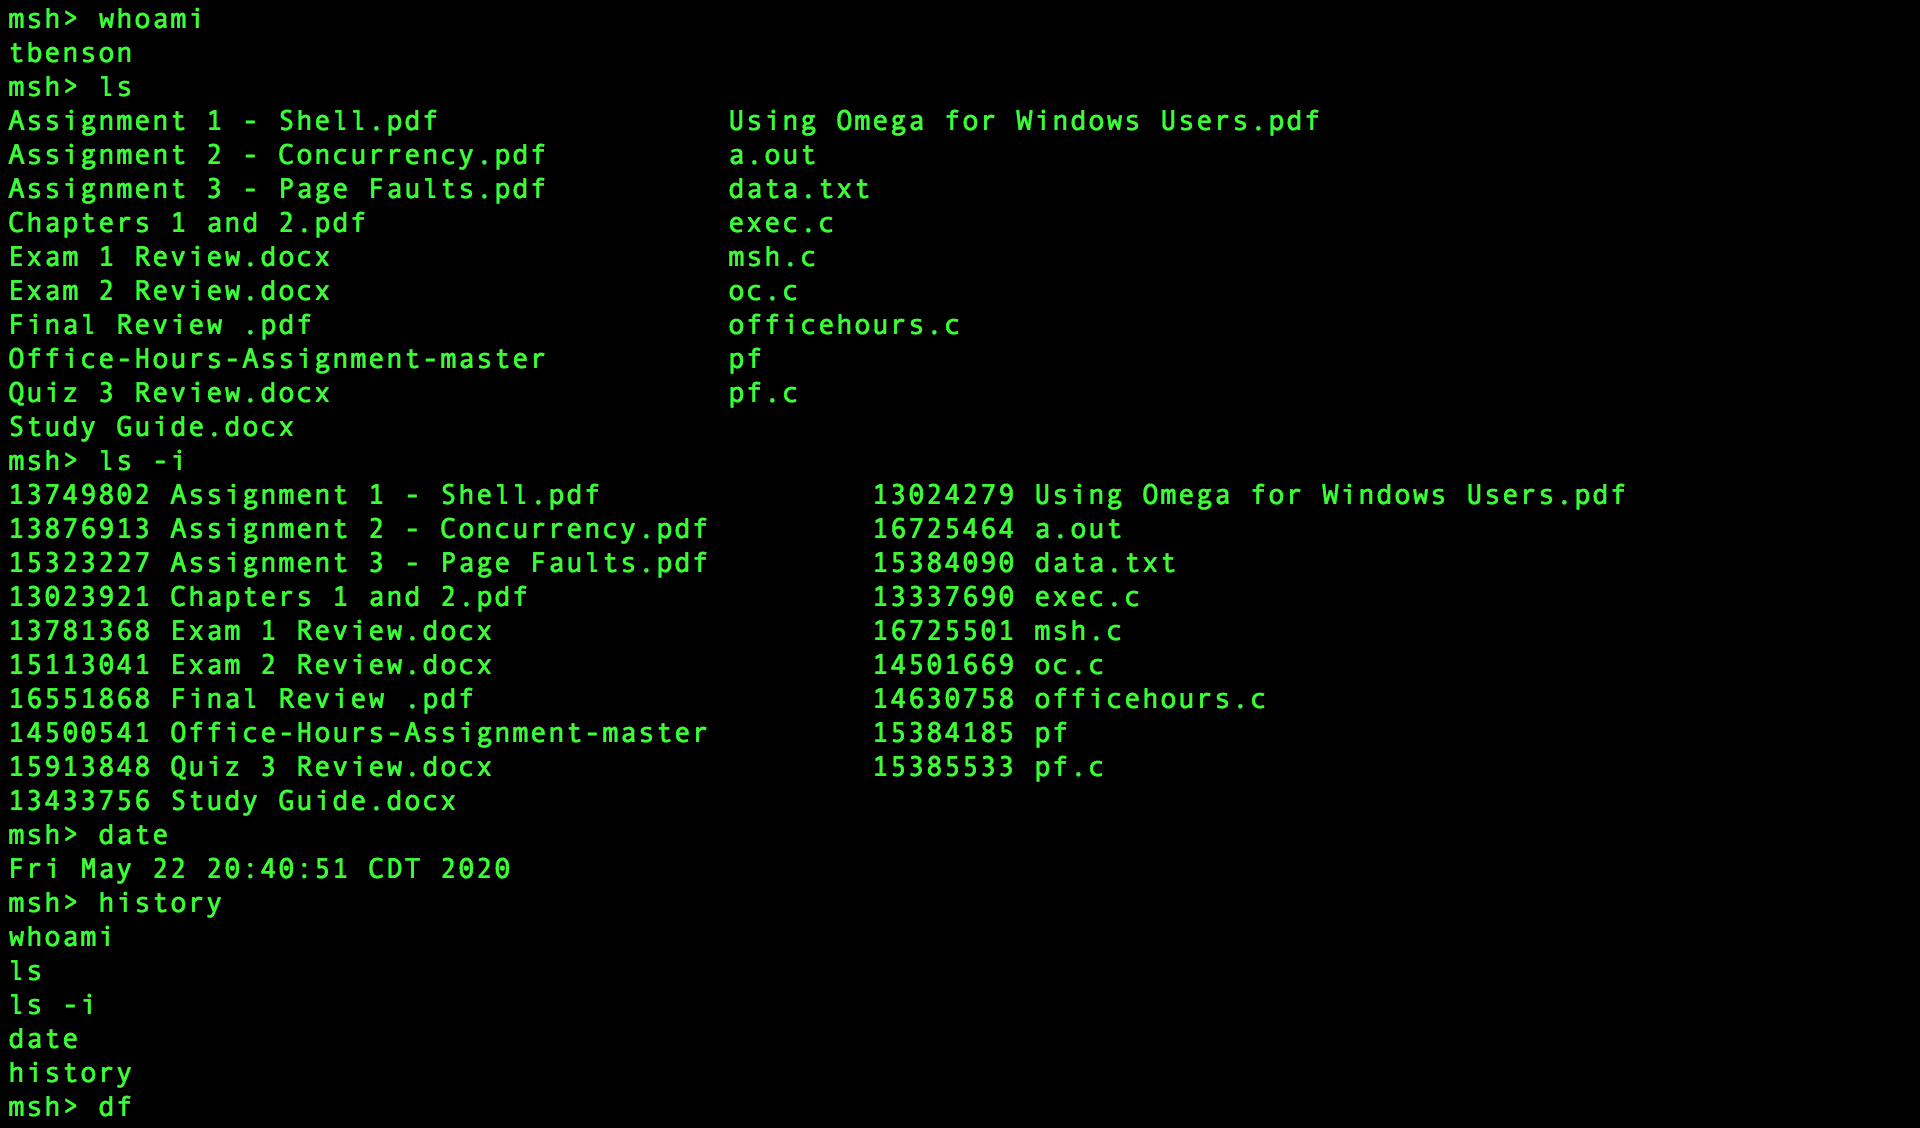 msh> whoami
tbenson
msh> ls
Assignment 1 - Shell.pdf                Using Omega for Windows Users.pdf
Assignment 2 - Concurrency.pdf          a.out
Assignment 3 - Page Faults.pdf          data.txt
Chapters 1 and 2.pdf                    exec.c
Exam 1 Review.docx                      msh.c
Exam 2 Review.docx                      oc.c
Final Review .pdf                       officehours.c
Office-Hours-Assignment-master          pf
Quiz 3 Review.docx                      pf.c
Study Guide.docx
msh> ls -i
13749802 Assignment 1 - Shell.pdf               13024279 Using Omega for Windows Users.pdf
13876913 Assignment 2 - Concurrency.pdf         16725464 a.out
15323227 Assignment 3 - Page Faults.pdf         15384090 data.txt
13023921 Chapters 1 and 2.pdf                   13337690 exec.c
13781368 Exam 1 Review.docx                     16725501 msh.c
15113041 Exam 2 Review.docx                     14501669 oc.c
16551868 Final Review .pdf                      14630758 officehours.c
14500541 Office-Hours-Assignment-master         15384185 pf
15913848 Quiz 3 Review.docx                     15385533 pf.c
13433756 Study Guide.docx
msh> date
Fri May 22 20:40:51 CDT 2020
msh> history
whoami
ls
ls -i
date
history
msh> df